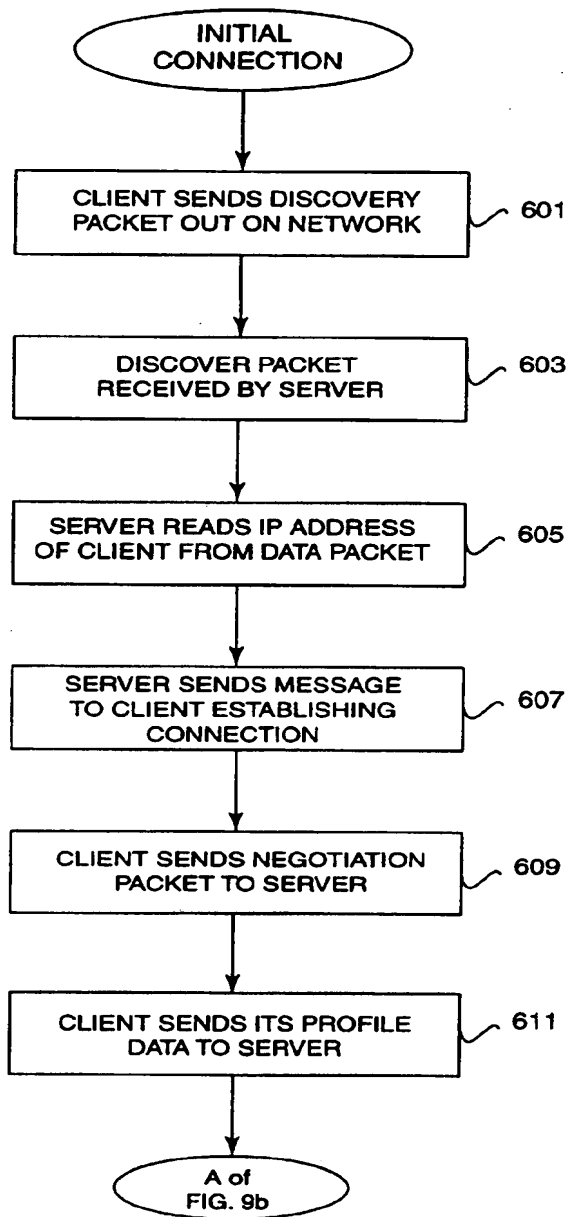 INITIAL
CONNECTION
CLIENT SENDS DISCOVERY
PACKET OUT ON NETWORK
601
DISCOVER PACKET
RECEIVED BY SERVER
603
SERVER READS IP ADDRESS
OF CLIENT FROM DATA PACKET
605
SERVER SENDS MESSAGE
TO CLIENT ESTABLISHING
CONNECTION
607
CLIENT SENDS NEGOTIATION
PACKET TO SERVER
609
CLIENT SENDS ITS PROFILE
DATA TO SERVER
611
A of
FIG. 9b